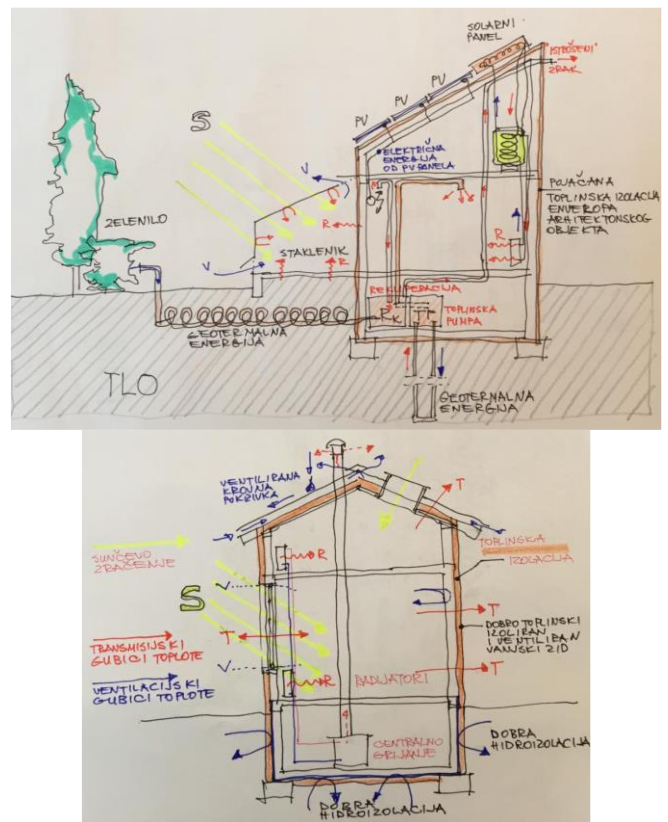 SOLARNI
PANEL
ISTROŠENI
ZRAK
PV
PV
PV
PV
S
•ELEKTRIČNA
ENERGIJA
OD PV PANELA
V
M
ZELENILO
R
STAKLENIK
V
R
R
POJAČANA
TOPLINSKA IZOLACIJA
ENVEROPA
ARHITEKTONSKOG
OBJEKTA
REKUPERACIJA
TOPLINSKA
PUMPA
GEOTERMALNA
ENERGIJA
TLO
GEOTERMALNA
ENERGIJA
VENTILIRANA
KROVNA
POKRIVKA
T
SUNČEVO
ZRAČENJE
R
TOPLINSKA
IZOLACIJA
S
V
T
T
TRANSMISIJSKI
GUBICI TOPLOTE
DOBRO TOPLINSKI
IZOLIRAN
I VENTILIRAN
VANJSKI ZID
V
T
VENTILACIJSKI
GUBICI TOPLOTE
R
RADIJATORI
CENTRALNO
GRIJANJE
DOBRA
HIDROIZOLACIJA
DOBRA
HIDROIZOLACIJA